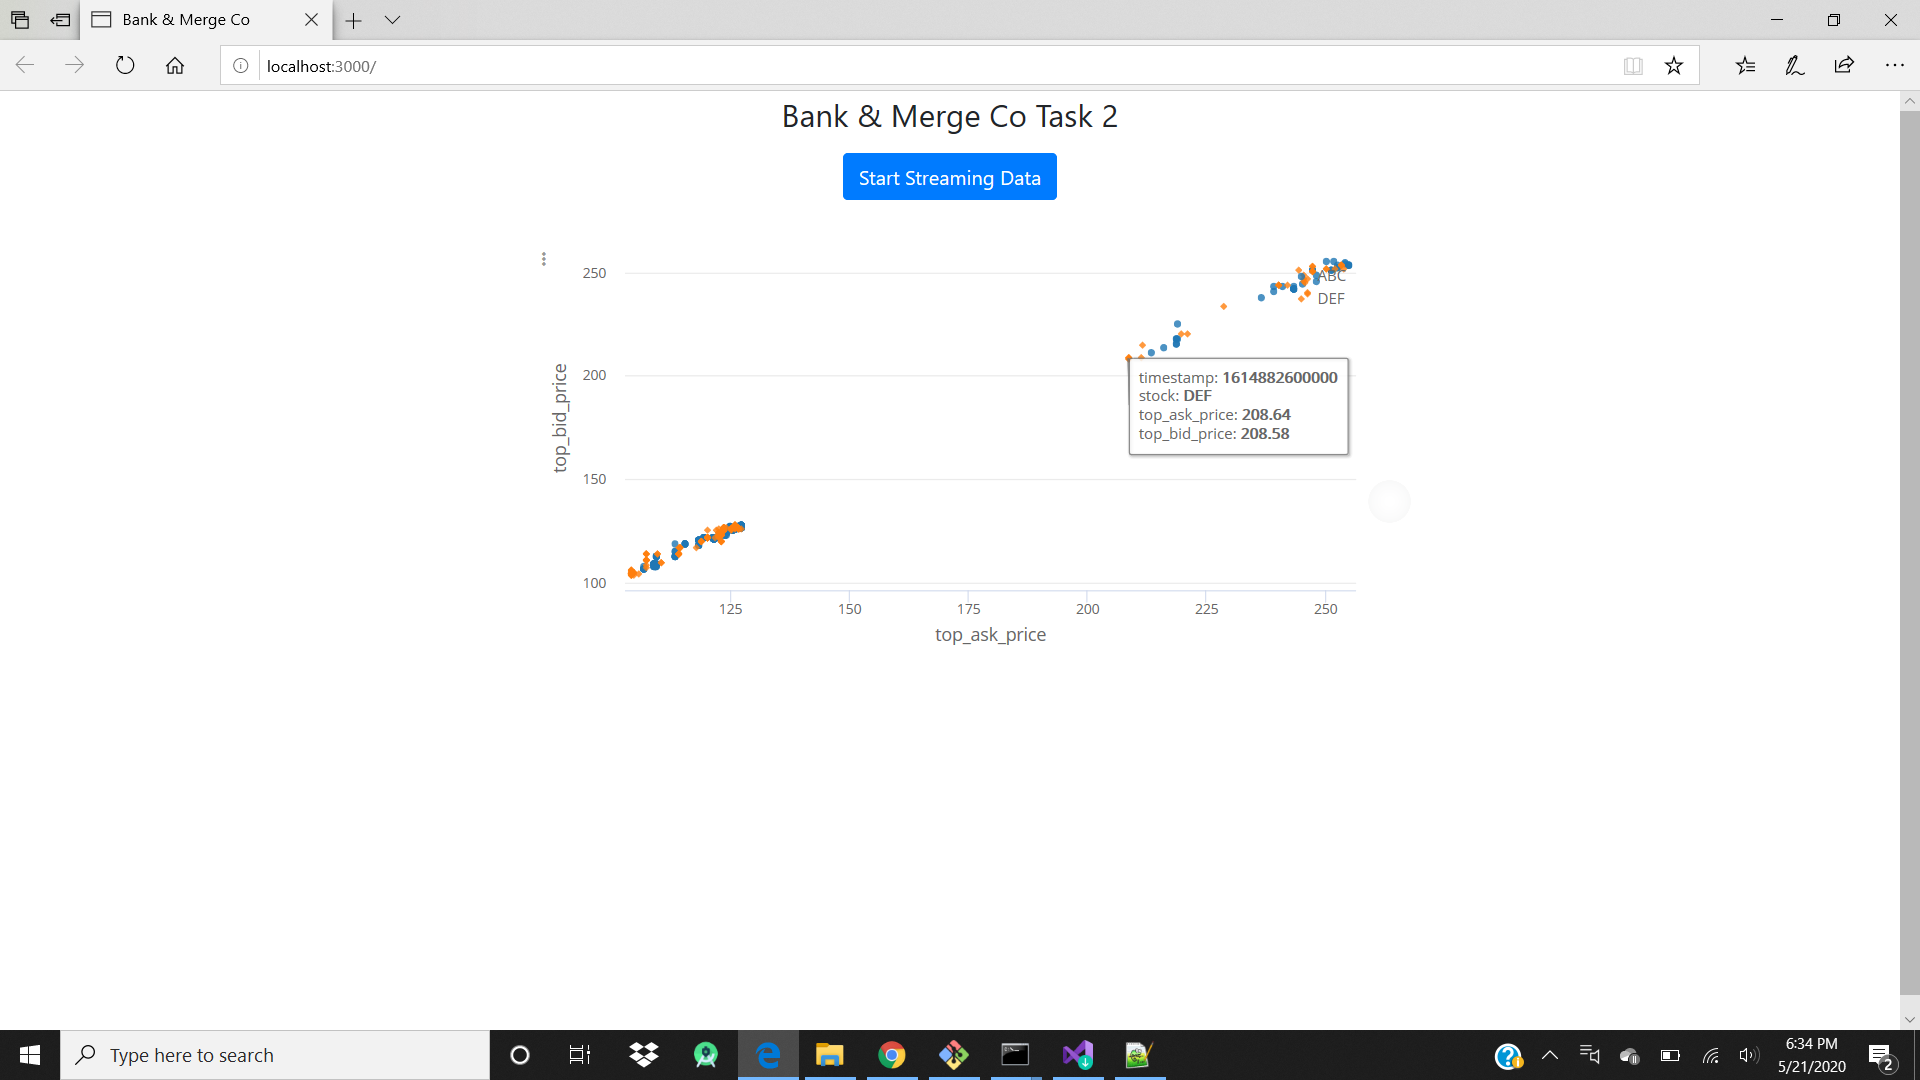 Bank & Merge Co
localhost:3000/
Bank & Merge Co Task 2
Start Streaming Data
250
200
150
100
top_bid_price
ABC
DEF
timestamp: 1614882600000
stock: DEF
top_ask_price: 208.64
top_bid_price: 208.58
125 150 175 200 225 250
top_ask_price
Type here to search
6:34 PM
5/21/2020
2